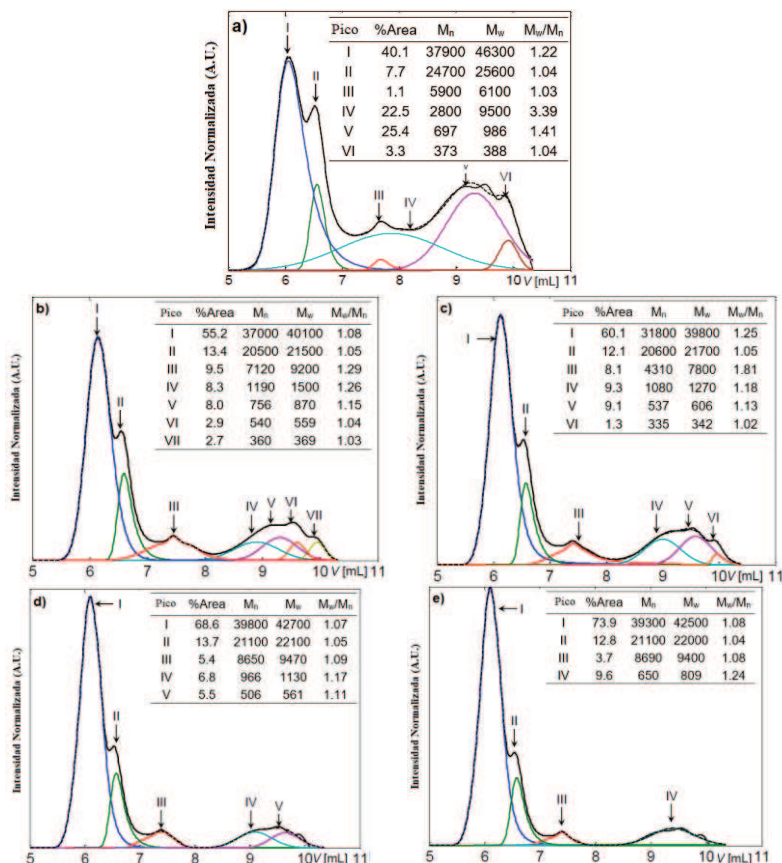 a)
Pico %Area Mn Mw Mw/Mn
I 40.1 37900 46300 1.22
II 7.7 24700 25600 1.04
III 1.1 5900 6100 1.03
IV 22.5 2800 9500 3.39
V 25.4 697 986 1.41
VI 3.3 373 388 1.04
I
II
III
IV
V
VI
Intensidad Normalizada (A.U.)
5 6 7 8 9 10 11
V [mL]
b)
Pico %Area Mn Mw Mw/Mn
I 55.2 37000 40100 1.08
II 13.4 20500 21500 1.05
III 9.5 7120 9200 1.29
IV 8.3 1190 1500 1.26
V 8.0 756 870 1.15
VI 2.9 540 559 1.04
VII 2.7 360 369 1.03
I
II
III
IV
V
VI
VII
Intensidad Normalizada (A.U.)
5 6 7 8 9 10 11
V [mL]
c)
Pico %Area Mn Mw Mw/Mn
I 60.1 31800 39800 1.25
II 12.1 20600 21700 1.05
III 8.1 4310 7800 1.81
IV 9.3 1080 1270 1.18
V 9.1 537 606 1.13
VI 1.3 335 342 1.02
I
II
III
IV
V
VI
Intensidad Normalizada (A.U.)
5 6 7 8 9 10 11
V [mL]
d)
Pico %Area Mn Mw Mw/Mn
I 68.6 39800 42700 1.07
II 13.7 21100 22100 1.05
III 5.4 8650 9470 1.09
IV 6.8 966 1130 1.17
V 5.5 506 561 1.11
I
II
III
IV
V
Intensidad Normalizada (A.U.)
5 6 7 8 9 10 11
V [mL]
e)
Pico %Area Mn Mw Mw/Mn
I 73.9 39300 42500 1.08
II 12.8 21100 22000 1.04
III 3.7 8690 9400 1.08
IV 9.6 650 809 1.24
I
II
III
IV
Intensidad Normalizada (A.U.)
5 6 7 8 9 10 11
V [mL]